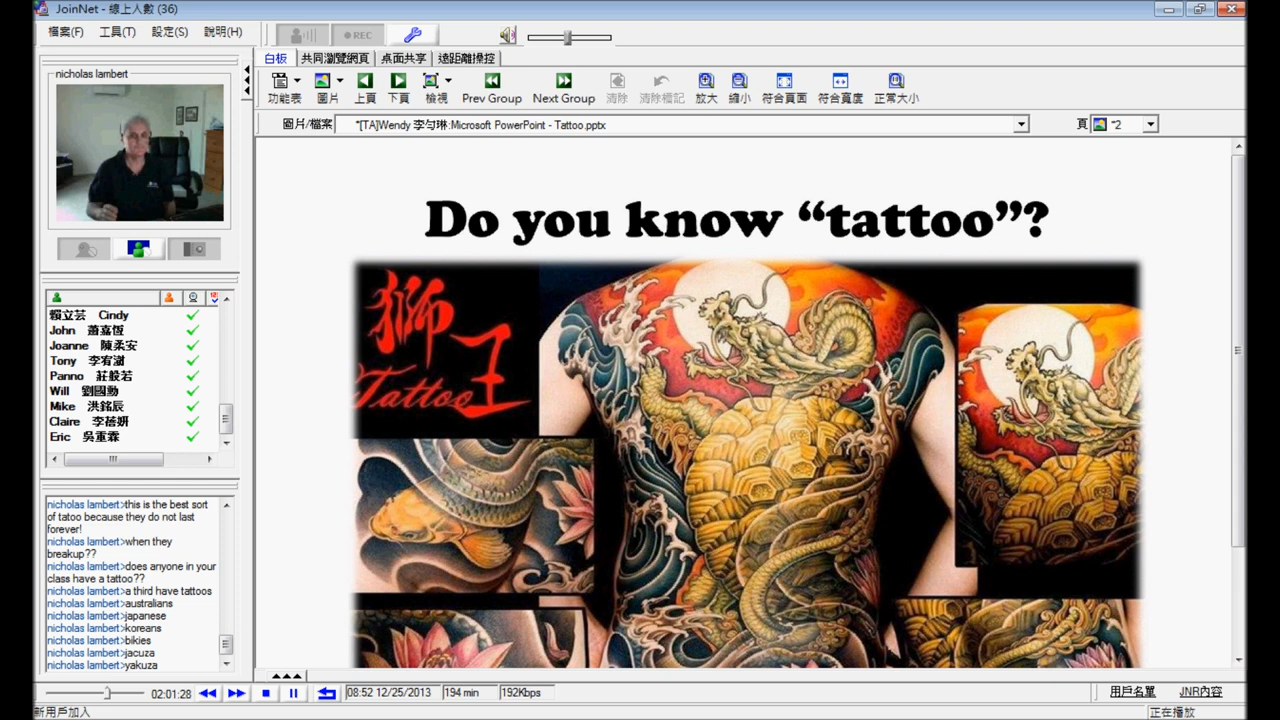 JoinNet - 線上人數 (36)
檔案(F) 工具(T) 設定(S) 說明(H)
REC
白板 共同瀏覽網頁 桌面共享 遠距離操控
nicholas lambert
功能表 圖片 上頁 下頁 檢視 Prev Group Next Group 清除 清除標記 放大 縮小 符合頁面 符合寬度 正常大小
圖片/檔案 *[TA]Wendy 李勻琳:Microsoft PowerPoint - Tattoo.pptx 頁 *2
Do you know “tattoo”?
獅王
Tattoo
賴立芸 Cindy
John 蕭嘉恆
Joanne 陳柔安
Tony 李宥澍
Panno 莊般若
Will 劉國勳
Mike 洪銘辰
Claire 李蓓妍
Eric 吳重霖
nicholas lambert>this is the best sort
of tatoo because they do not last
forever!
nicholas lambert>when they
breakup??
nicholas lambert>does anyone in your
class have a tattoo??
nicholas lambert>a third have tattoos
nicholas lambert>australians
nicholas lambert>japanese
nicholas lambert>koreans
nicholas lambert>bikies
nicholas lambert>jacuza
nicholas lambert>yakuza
02:01:28 08:52 12/25/2013 194 min 192Kbps 用戶名單 JNR內容
新用戶加入 正在播放